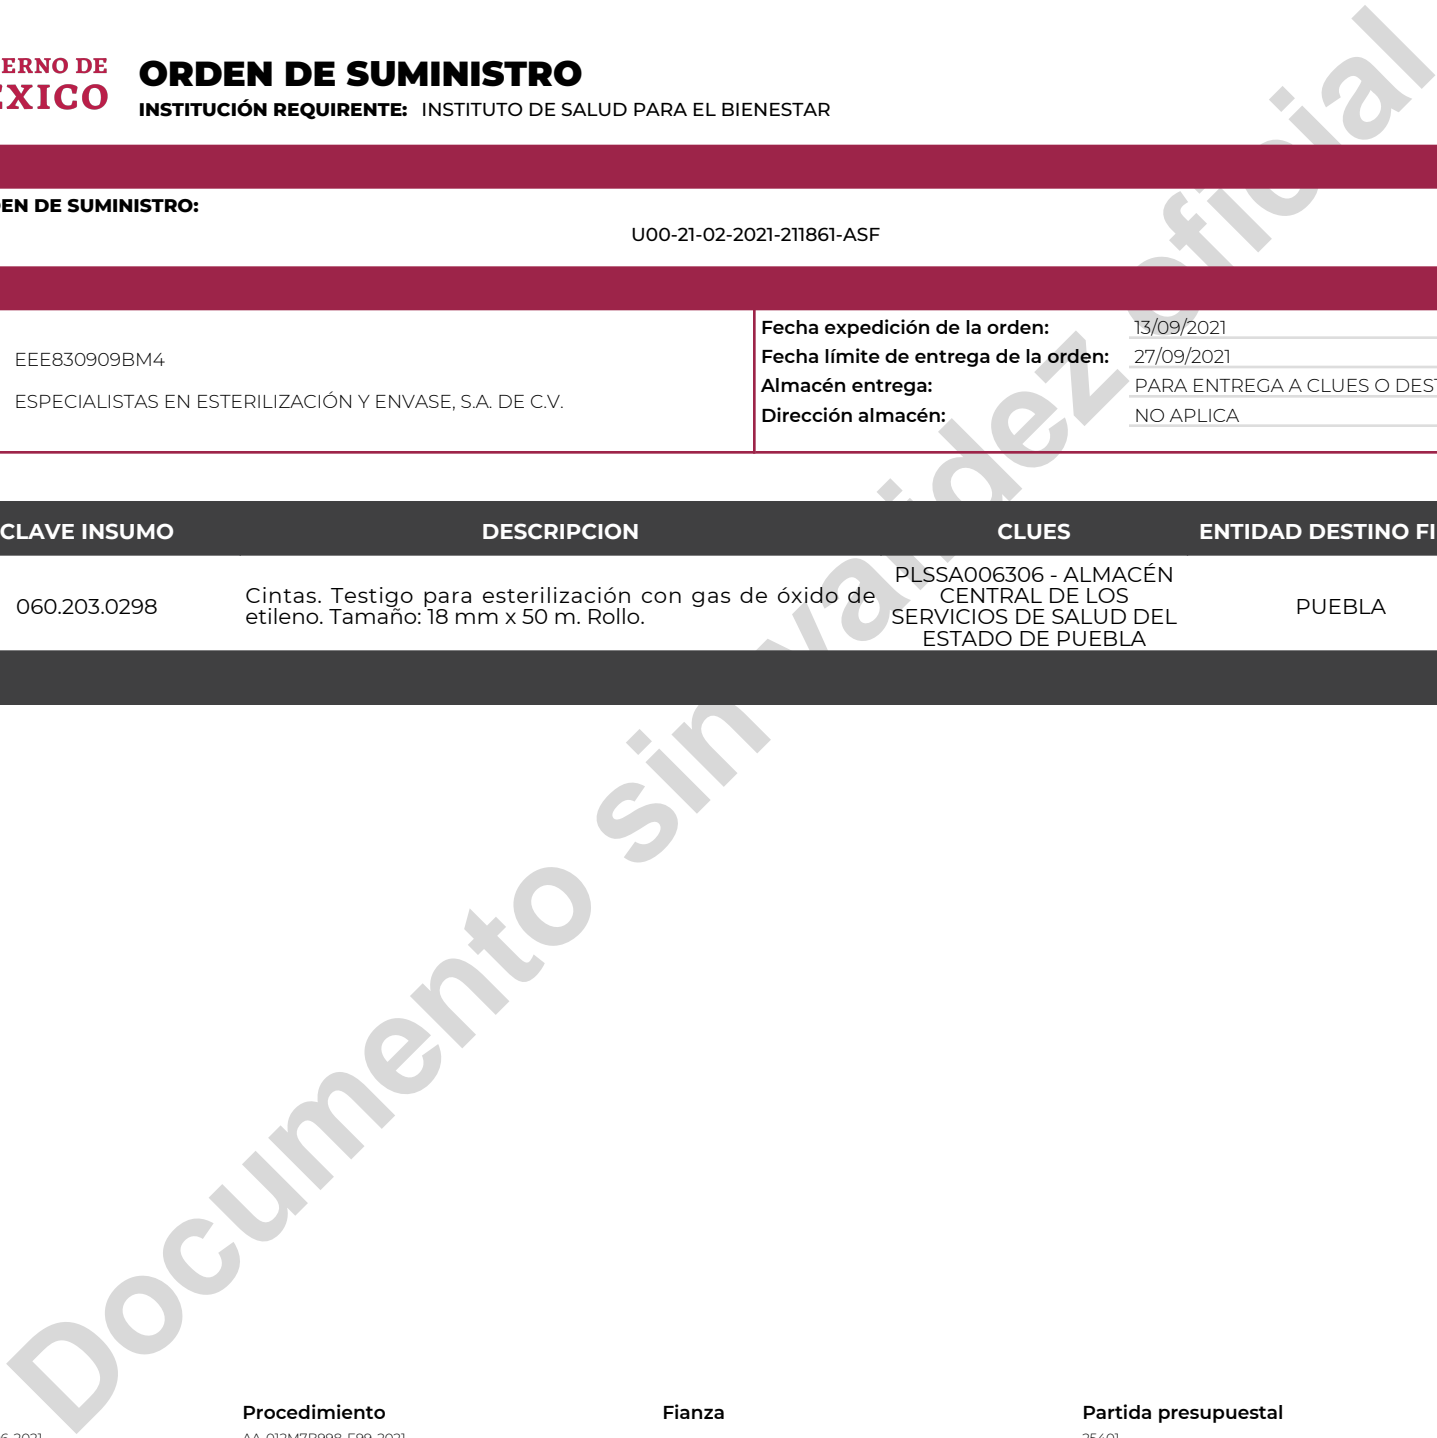 ERNO DE
ÉXICO
ORDEN DE SUMINISTRO
INSTITUCIÓN REQUIRENTE: INSTITUTO DE SALUD PARA EL BIENESTAR
EN DE SUMINISTRO:
U00-21-02-2021-211861-ASF
EEE830909BM4
ESPECIALISTAS EN ESTERILIZACIÓN Y ENVASE, S.A. DE C.V.
Fecha expedición de la orden: 13/09/2021
Fecha límite de entrega de la orden: 27/09/2021
Almacén entrega: PARA ENTREGA A CLUES O DEST
Dirección almacén: NO APLICA
CLAVE INSUMO DESCRIPCION CLUES ENTIDAD DESTINO FI
060.203.0298
Cintas. Testigo para esterilización con gas de óxido de
etileno. Tamaño: 18 mm x 50 m. Rollo.
PLSSA006306 - ALMACÉN
CENTRAL DE LOS
SERVICIOS DE SALUD DEL
ESTADO DE PUEBLA
PUEBLA
Documento sin validez oficial
Procedimiento Fianza Partida presupuestal